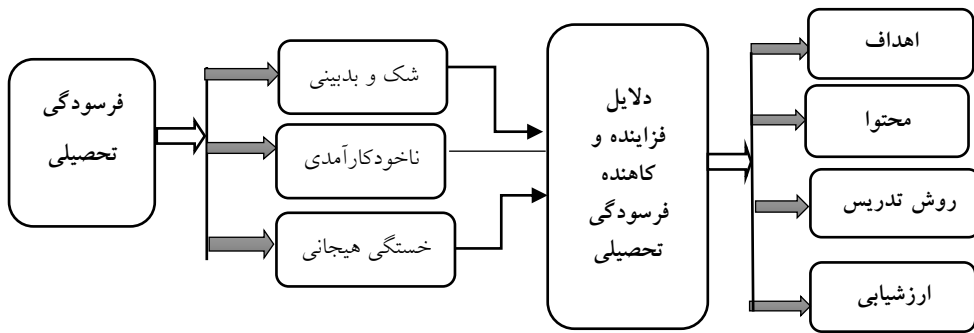 فرسودگی
تحصیلی
شک و بدبینی
ناخودکارآمدی
خستگی هیجانی
دلایل
فزاینده و
کاهنده
فرسودگی
تحصیلی
اهداف
محتوا
روش تدریس
ارزشیابی